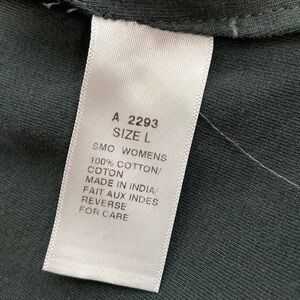 A 2293
SIZE L
SMO WOMENS
100% COTTON/
COTON
MADE IN INDIA/
FAIT AUX INDES
REVERSE
FOR CARE